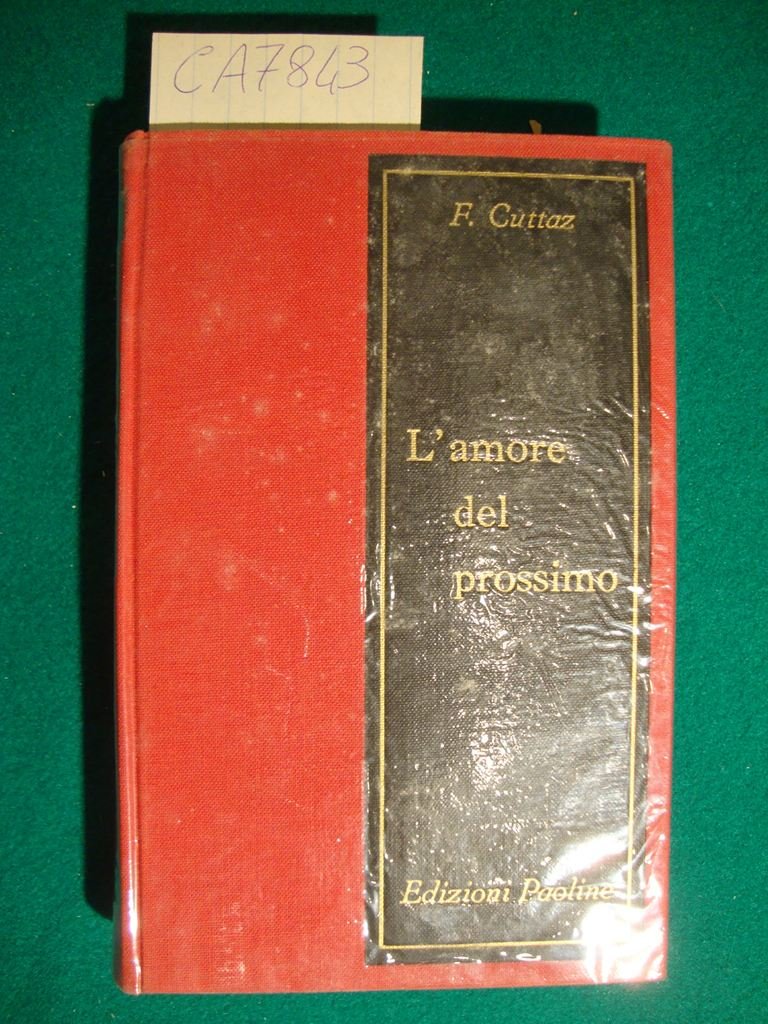 CA7843
F. Cuttaz
L'amore
del
prossimo
Edizioni Paoline